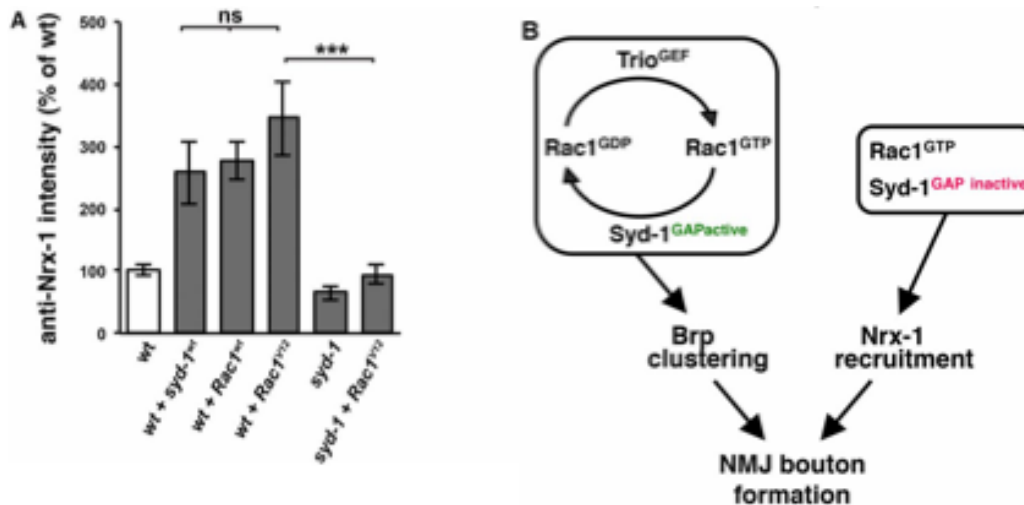 A
anti-Nrx-1 intensity (% of wt)
500
400
300
200
100
0
ns
***
wt
wt + syd-1wt
wt + Rac1wt
wt + Rac1V12
syd-1
syd-1 + Rac1V12
B
TrioGEF
Rac1GDP
Rac1GTP
Syd-1GAPactive
Rac1GTP
Syd-1GAP inactive
Brp
clustering
Nrx-1
recruitment
NMJ bouton
formation